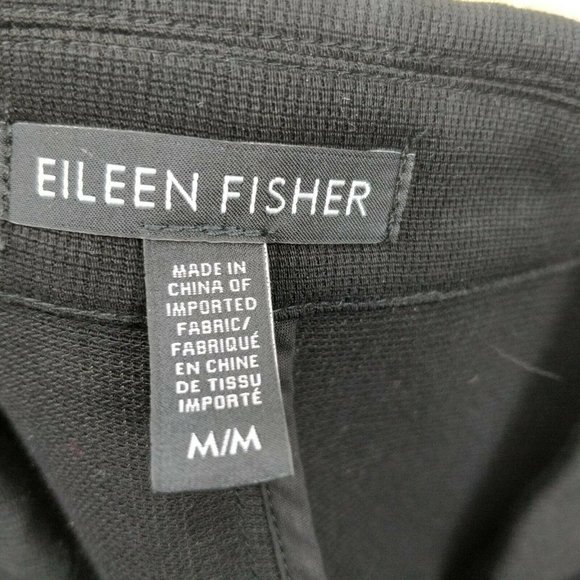 EILEEN FISHER
MADE IN
CHINA OF
IMPORTED
FABRIC/
FABRIQUÉ
EN CHINE
DE TISSU
IMPORTÉ
M/M